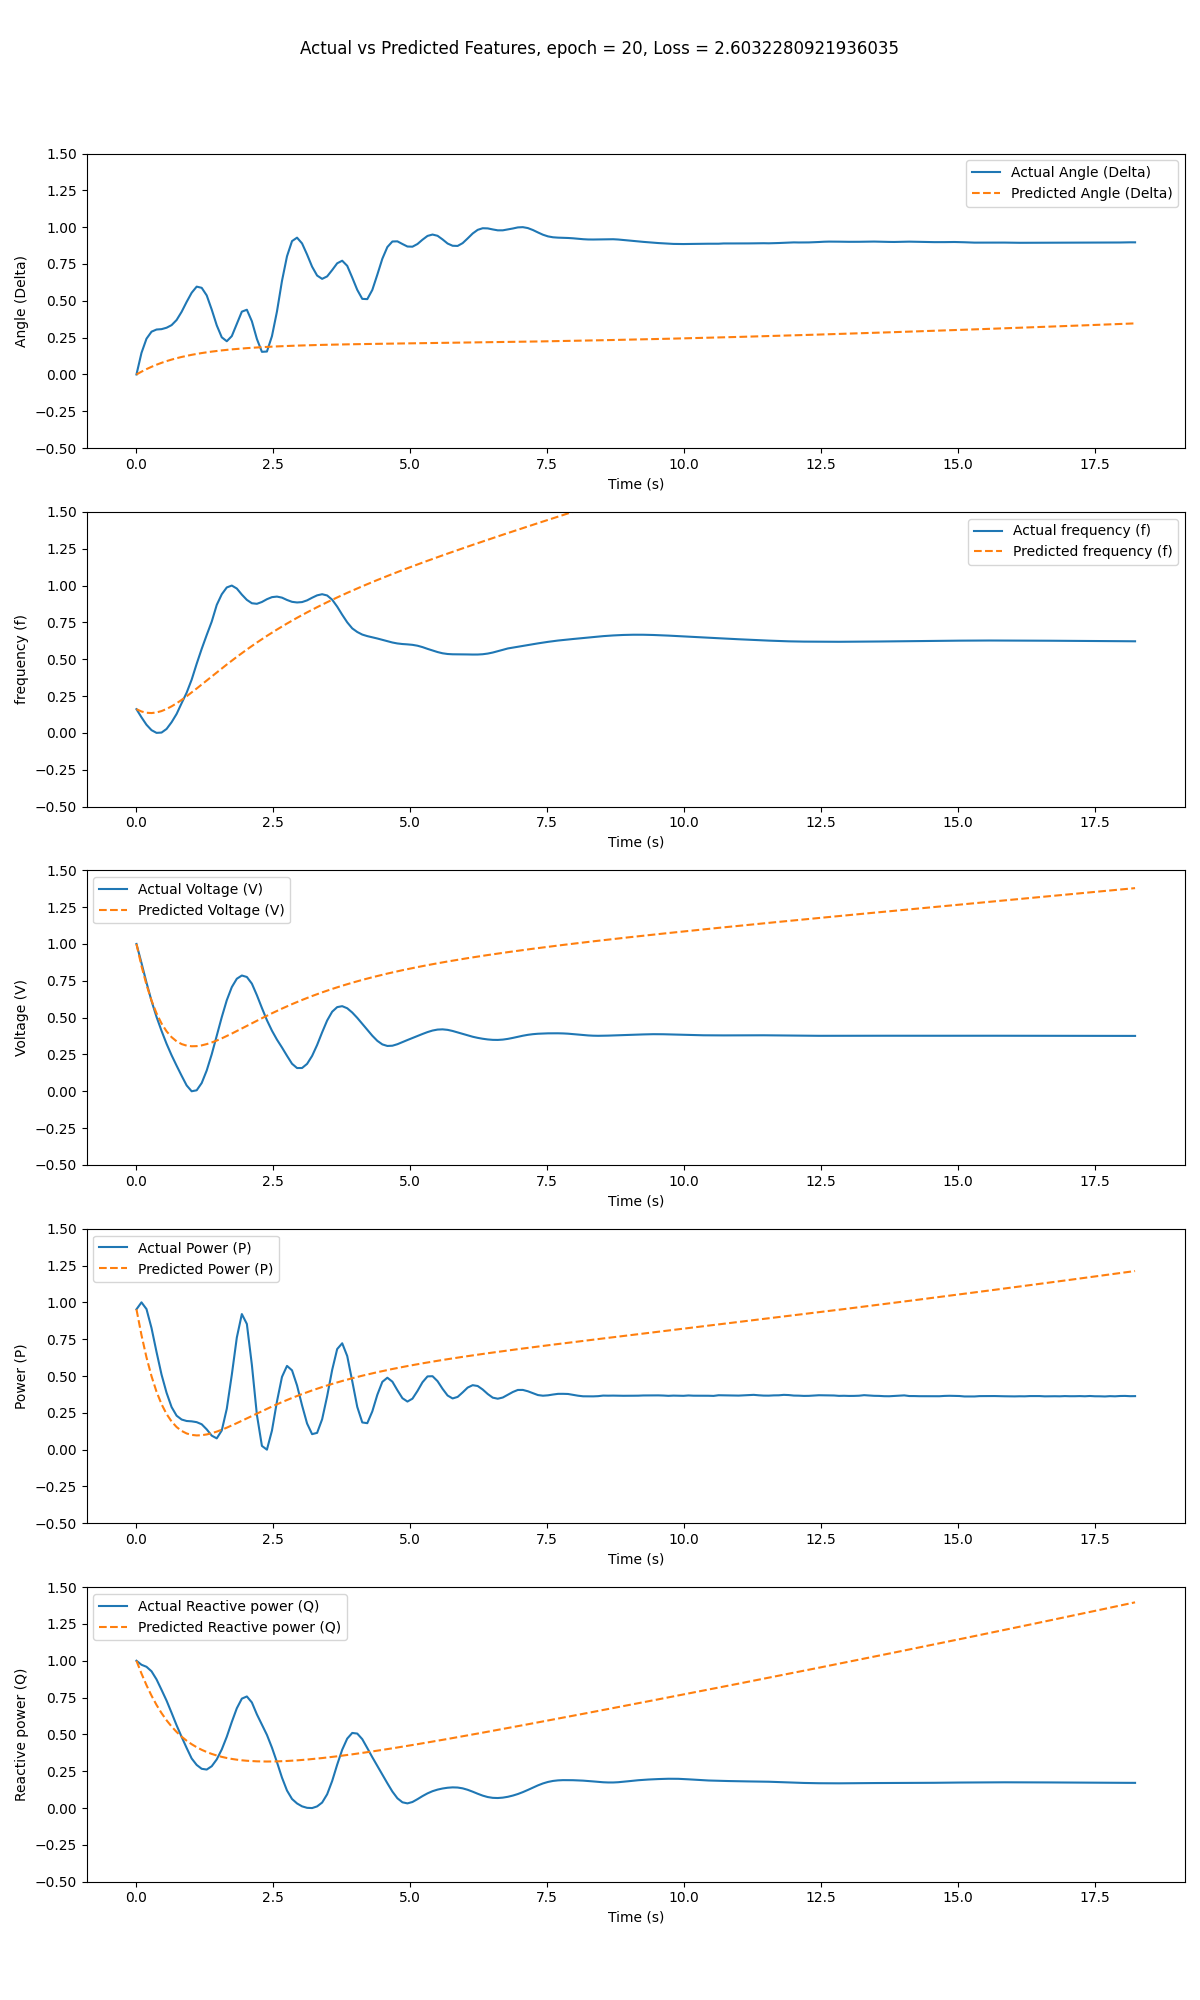 Actual vs Predicted Features, epoch = 20, Loss = 2.6032280921936035
1.50
1.25
1.00
0.75
0.50
0.25
0.00
−0.25
−0.50
Angle (Delta)
Actual Angle (Delta)
Predicted Angle (Delta)
0.0 2.5 5.0 7.5 10.0 12.5 15.0 17.5
Time (s)
1.50
1.25
1.00
0.75
0.50
0.25
0.00
−0.25
−0.50
frequency (f)
Actual frequency (f)
Predicted frequency (f)
0.0 2.5 5.0 7.5 10.0 12.5 15.0 17.5
Time (s)
1.50
1.25
1.00
0.75
0.50
0.25
0.00
−0.25
−0.50
Voltage (V)
Actual Voltage (V)
Predicted Voltage (V)
0.0 2.5 5.0 7.5 10.0 12.5 15.0 17.5
Time (s)
1.50
1.25
1.00
0.75
0.50
0.25
0.00
−0.25
−0.50
Power (P)
Actual Power (P)
Predicted Power (P)
0.0 2.5 5.0 7.5 10.0 12.5 15.0 17.5
Time (s)
1.50
1.25
1.00
0.75
0.50
0.25
0.00
−0.25
−0.50
Reactive power (Q)
Actual Reactive power (Q)
Predicted Reactive power (Q)
0.0 2.5 5.0 7.5 10.0 12.5 15.0 17.5
Time (s)